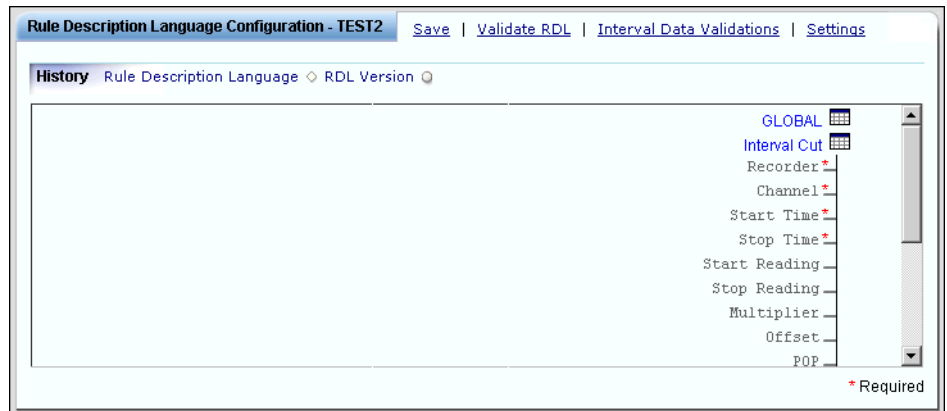 Rule Description Language Configuration - TEST2 Save | Validate RDL | Interval Data Validations | Settings
History Rule Description Language ◇ RDL Version
GLOBAL
Interval Cut
Recorder*
Channel*
Start Time*
Stop Time*
Start Reading
Stop Reading
Multiplier
Offset
POP
* Required